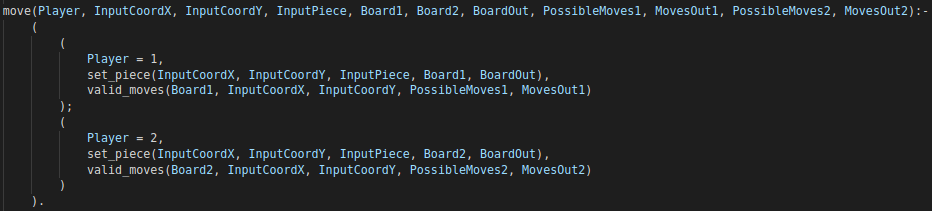 move(Player, InputCoordX, InputCoordY, InputPiece, Board1, Board2, BoardOut, PossibleMoves1, MovesOut1, PossibleMoves2, MovesOut2):-
(
(
Player = 1,
set_piece(InputCoordX, InputCoordY, InputPiece, Board1, BoardOut),
valid_moves(Board1, InputCoordX, InputCoordY, PossibleMoves1, MovesOut1)
);
(
Player = 2,
set_piece(InputCoordX, InputCoordY, InputPiece, Board2, BoardOut),
valid_moves(Board2, InputCoordX, InputCoordY, PossibleMoves2, MovesOut2)
)
).